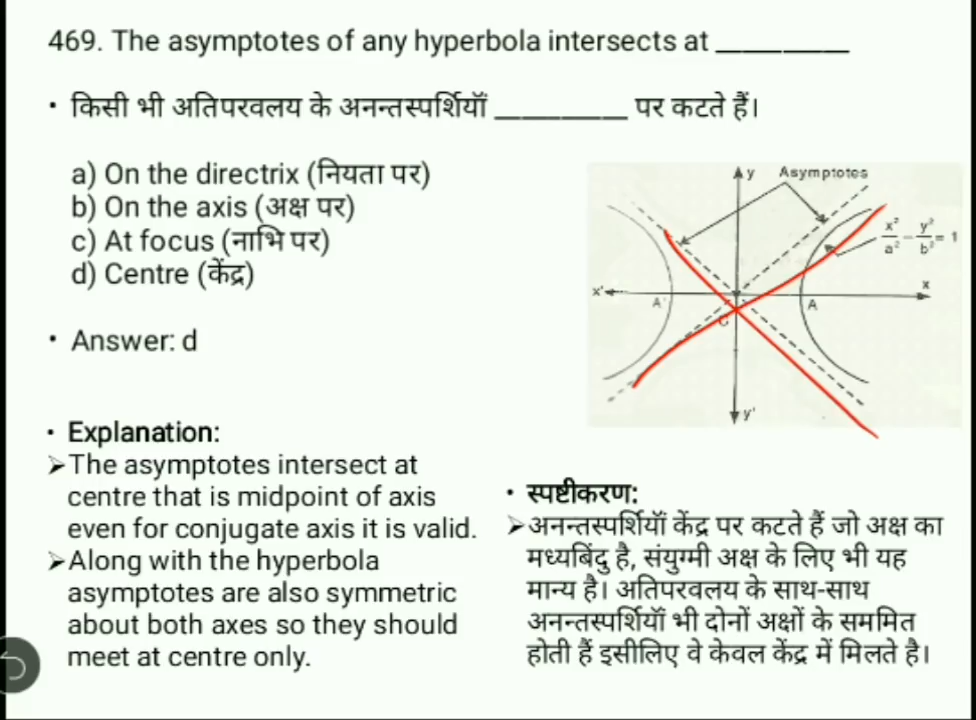 469. The asymptotes of any hyperbola intersects at __________
• किसी भी अतिपरवलय के अनन्तस्पर्शियाँ __________ पर कटते हैं।
a) On the directrix (नियता पर)
b) On the axis (अक्ष पर)
c) At focus (नाभि पर)
d) Centre (केंद्र)
y Asymptotes
x²/a² - y²/b² = 1
x' A' C A x
y'
• Answer: d
• Explanation:
➢The asymptotes intersect at
centre that is midpoint of axis
even for conjugate axis it is valid.
➢Along with the hyperbola
asymptotes are also symmetric
about both axes so they should
meet at centre only.
• स्पष्टीकरण:
➢अनन्तस्पर्शियाँ केंद्र पर कटते हैं जो अक्ष का
मध्यबिंदु है, संयुग्मी अक्ष के लिए भी यह
मान्य है। अतिपरवलय के साथ-साथ
अनन्तस्पर्शियाँ भी दोनों अक्षों के सममित
होती हैं इसीलिए वे केवल केंद्र में मिलते है।